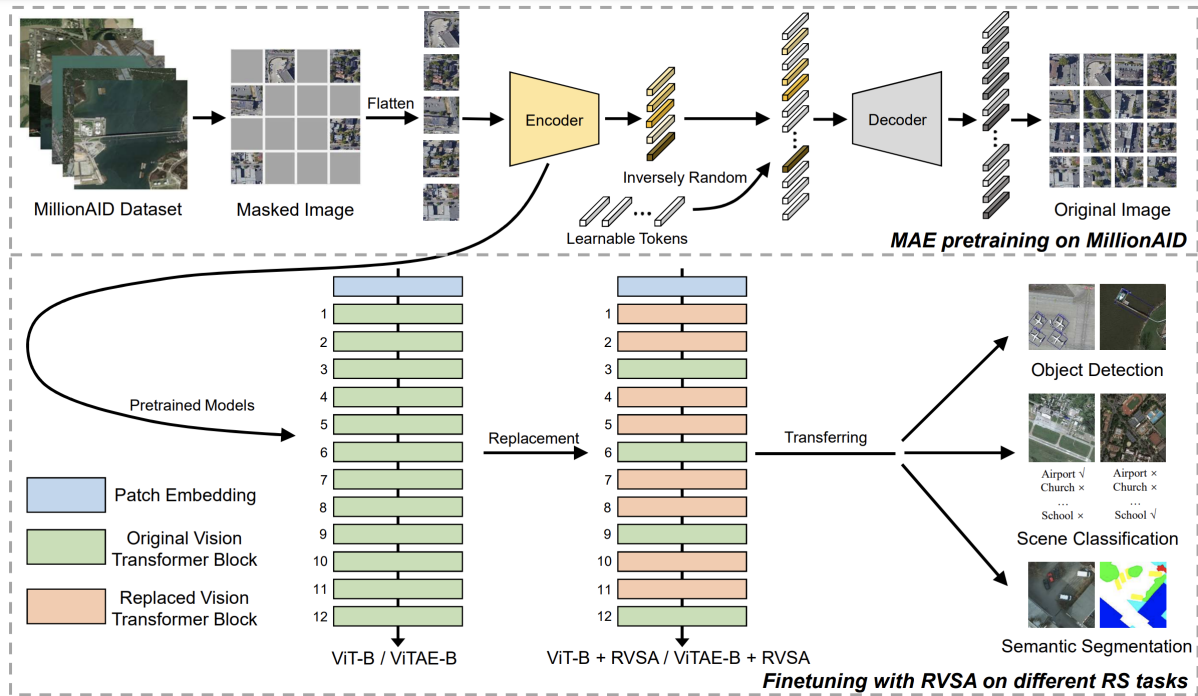 Flatten
Encoder
Decoder
Inversely Random
MillionAID Dataset
Masked Image
Learnable Tokens
Original Image
MAE pretraining on MillionAID
1
2
3
4
5
6
7
8
9
10
11
12
1
2
3
4
5
6
7
8
9
10
11
12
Pretrained Models
Replacement
Transferring
Patch Embedding
Original Vision
Transformer Block
Replaced Vision
Transformer Block
ViT-B / ViTAE-B
ViT-B + RVSA / ViTAE-B + RVSA
Object Detection
Airport √
Church ×
...
School ×
Airport ×
Church ×
...
School √
Scene Classification
Semantic Segmentation
Finetuning with RVSA on different RS tasks